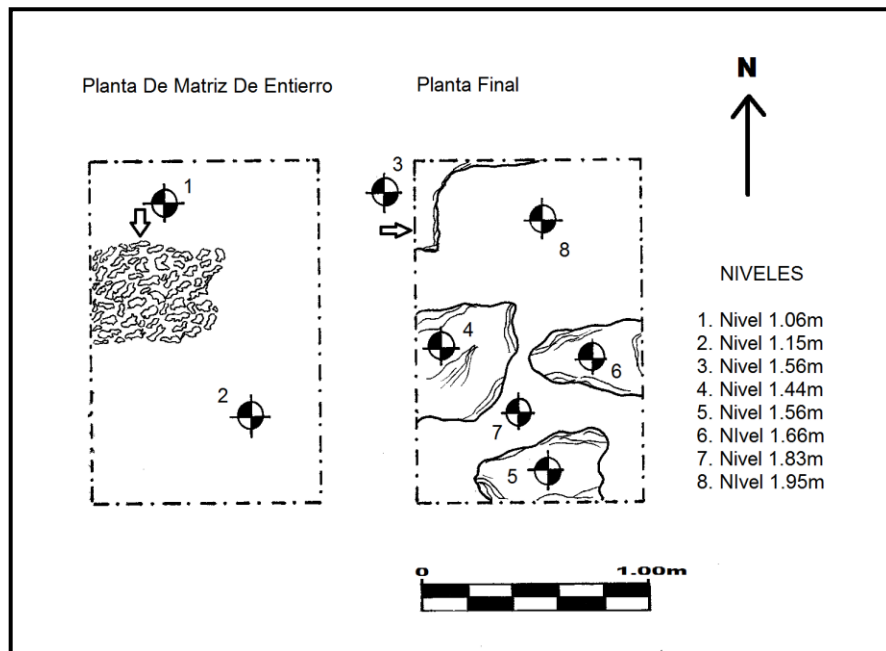 Planta De Matriz De Entierro
Planta Final
N
1
3
8
4
6
2
7
5
NIVELES
1. Nivel 1.06m
2. Nivel 1.15m
3. Nivel 1.56m
4. Nivel 1.44m
5. Nivel 1.56m
6. NIvel 1.66m
7. Nivel 1.83m
8. NIvel 1.95m
0
1.00m